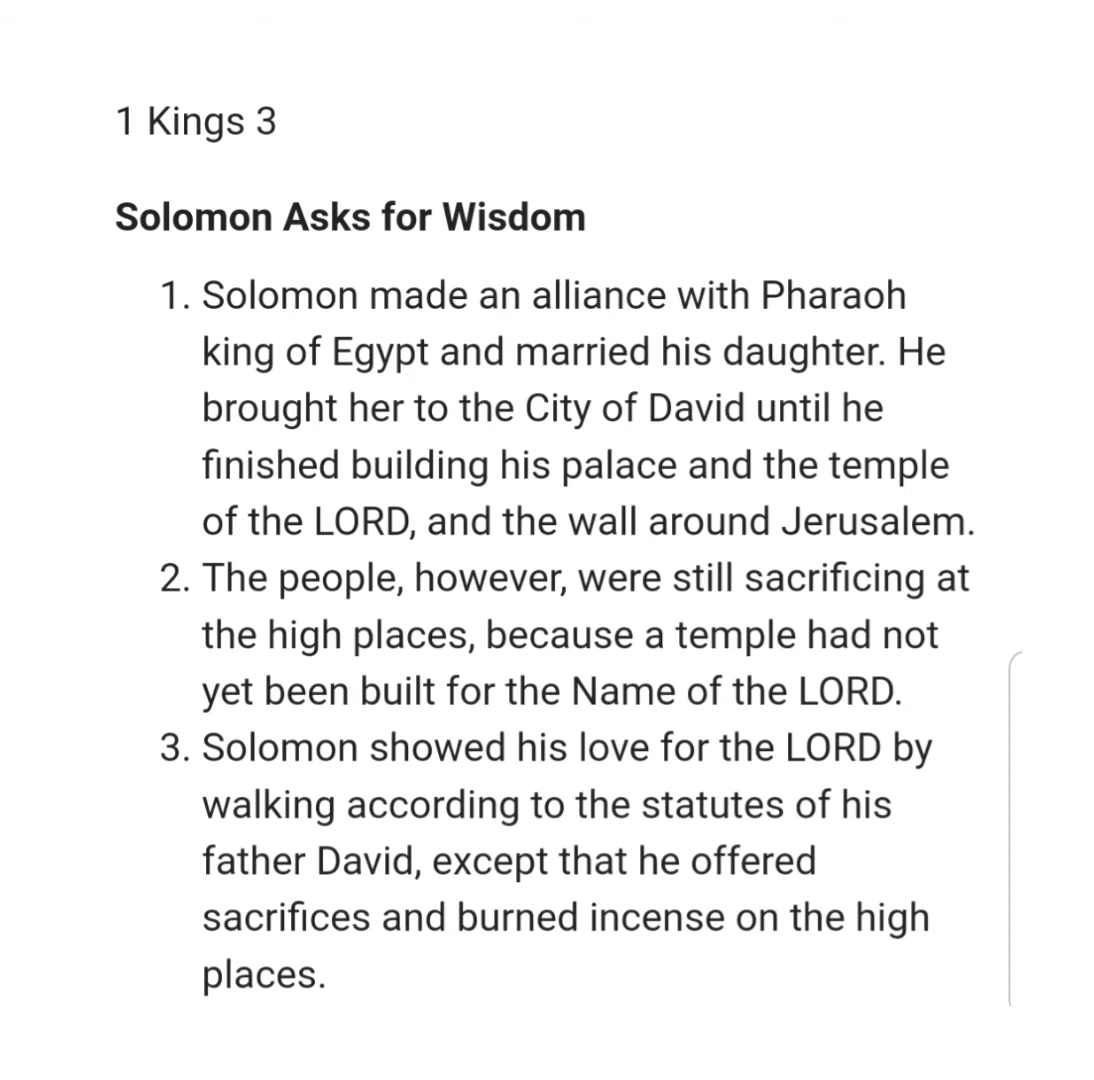 1 Kings 3
Solomon Asks for Wisdom
1. Solomon made an alliance with Pharaoh
king of Egypt and married his daughter. He
brought her to the City of David until he
finished building his palace and the temple
of the LORD, and the wall around Jerusalem.
2. The people, however, were still sacrificing at
the high places, because a temple had not
yet been built for the Name of the LORD.
3. Solomon showed his love for the LORD by
walking according to the statutes of his
father David, except that he offered
sacrifices and burned incense on the high
places.